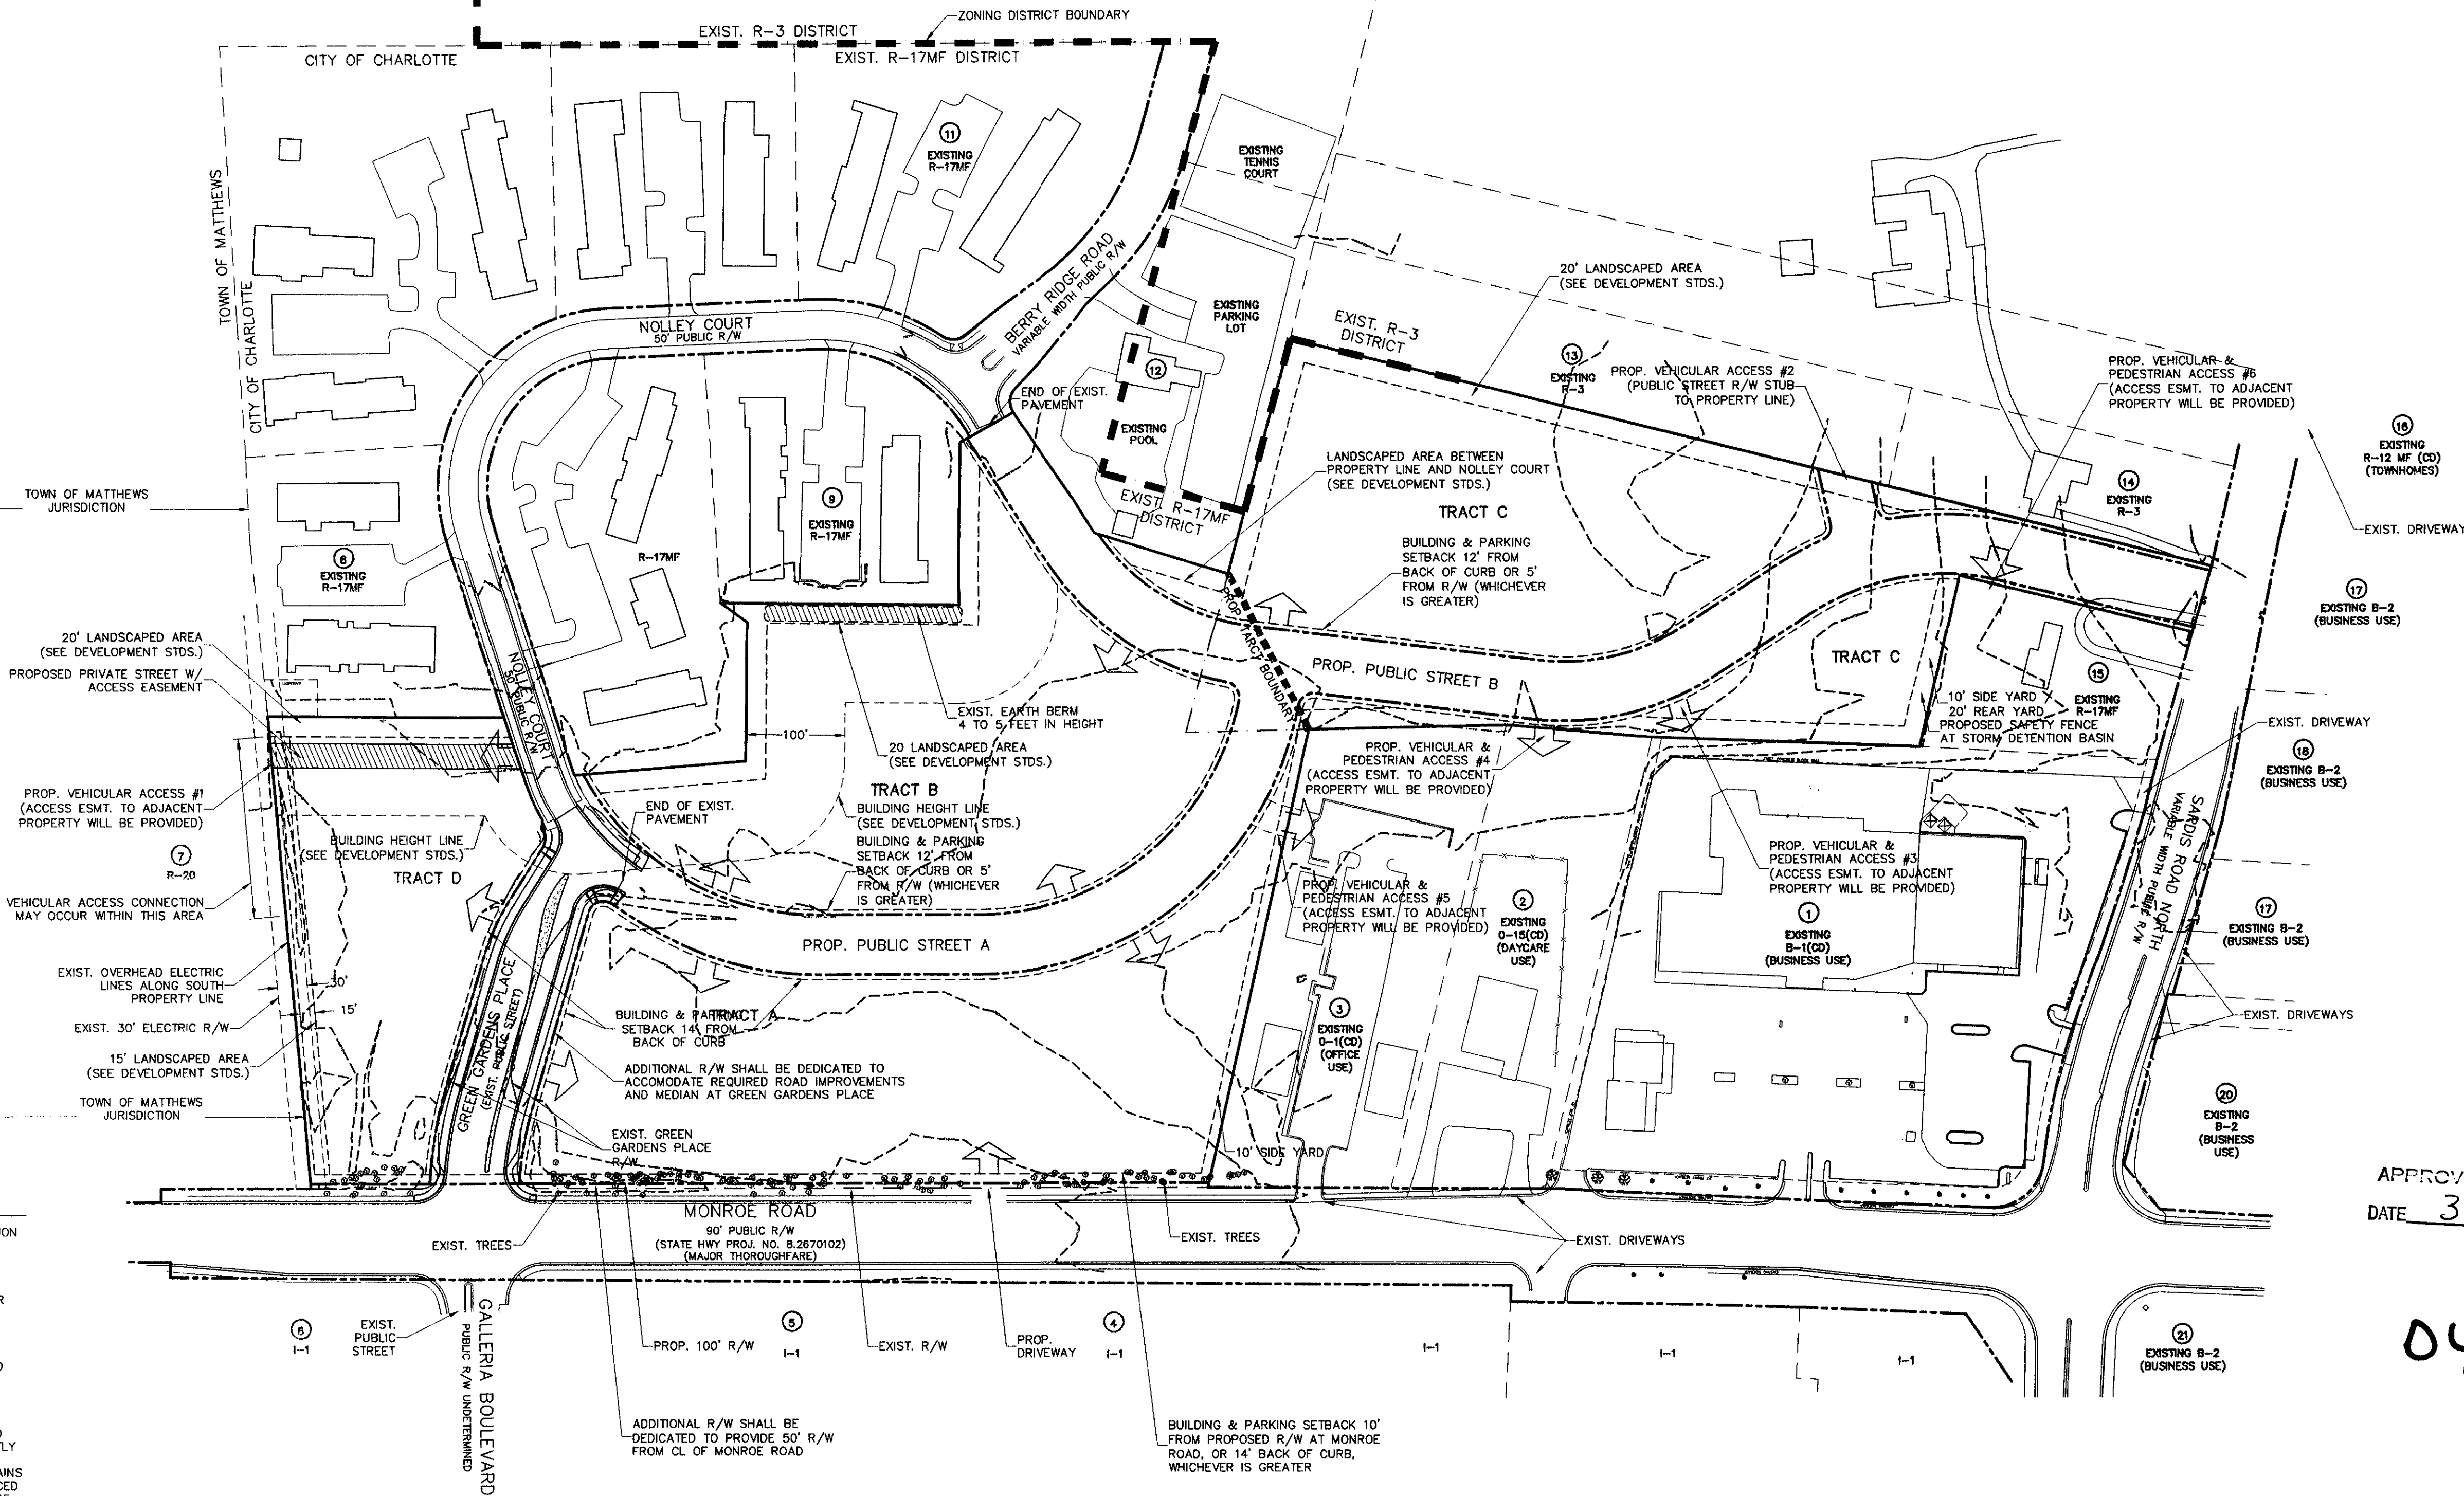 ZONING DISTRICT BOUNDARY
EXIST. R-3 DISTRICT
CITY OF CHARLOTTE
EXIST. R-17MF DISTRICT
TOWN OF MATTHEWS
CITY OF CHARLOTTE
11
EXISTING
R-17MF
EXISTING
TENNIS
COURT
BERRY RIDGE ROAD
VARIABLE WIDTH PUBLIC R/W
NOLLEY COURT
50' PUBLIC R/W
EXISTING
PARKING
LOT
12
EXISTING
POOL
END OF EXIST.
PAVEMENT
EXIST. R-3
DISTRICT
20' LANDSCAPED AREA
(SEE DEVELOPMENT STDS.)
13
EXISTING
R-3
PROP. VEHICULAR ACCESS #2
(PUBLIC STREET R/W STUB
TO PROPERTY LINE)
PROP. VEHICULAR &
PEDESTRIAN ACCESS #6
(ACCESS ESMT. TO ADJACENT
PROPERTY WILL BE PROVIDED)
16
EXISTING
R-12 MF (CD)
(TOWNHOMES)
EXIST. DRIVEWAY
14
EXISTING
R-3
17
EXISTING B-2
(BUSINESS USE)
LANDSCAPED AREA BETWEEN
PROPERTY LINE AND NOLLEY COURT
(SEE DEVELOPMENT STDS.)
EXIST. R-17MF
DISTRICT
TRACT C
BUILDING & PARKING
SETBACK 12' FROM
BACK OF CURB OR 5'
FROM R/W (WHICHEVER
IS GREATER)
TOWN OF MATTHEWS
JURISDICTION
8
EXISTING
R-17MF
R-17MF
9
EXISTING
R-17MF
20' LANDSCAPED AREA
(SEE DEVELOPMENT STDS.)
PROPOSED PRIVATE STREET W/
ACCESS EASEMENT
NOLLEY COURT
50' PUBLIC R/W
PROP. TARCT BOUNDARY
PROP. PUBLIC STREET B
TRACT C
15
EXISTING
R-17MF
10' SIDE YARD
20' REAR YARD
PROPOSED SAFETY FENCE
AT STORM DETENTION BASIN
EXIST. DRIVEWAY
18
EXISTING B-2
(BUSINESS USE)
EXIST. EARTH BERM
4 TO 5 FEET IN HEIGHT
100'
20 LANDSCAPED AREA
(SEE DEVELOPMENT STDS.)
PROP. VEHICULAR &
PEDESTRIAN ACCESS #4
(ACCESS ESMT. TO ADJACENT
PROPERTY WILL BE PROVIDED)
PROP. VEHICULAR ACCESS #1
(ACCESS ESMT. TO ADJACENT
PROPERTY WILL BE PROVIDED)
TRACT B
BUILDING HEIGHT LINE
(SEE DEVELOPMENT STDS.)
BUILDING & PARKING
SETBACK 12' FROM
BACK OF CURB OR 5'
FROM R/W (WHICHEVER
IS GREATER)
END OF EXIST.
PAVEMENT
BUILDING HEIGHT LINE
(SEE DEVELOPMENT STDS.)
TRACT D
7
R-20
VEHICULAR ACCESS CONNECTION
MAY OCCUR WITHIN THIS AREA
PROP. VEHICULAR &
PEDESTRIAN ACCESS #3
(ACCESS ESMT. TO ADJACENT
PROPERTY WILL BE PROVIDED)
SARDIS ROAD NORTH
VARIABLE WIDTH PUBLIC R/W
PROP. VEHICULAR &
PEDESTRIAN ACCESS #5
(ACCESS ESMT. TO ADJACENT
PROPERTY WILL BE PROVIDED)
2
EXISTING
O-15(CD)
(DAYCARE
USE)
1
EXISTING
B-1(CD)
(BUSINESS USE)
17
EXISTING B-2
(BUSINESS USE)
PROP. PUBLIC STREET A
EXIST. OVERHEAD ELECTRIC
LINES ALONG SOUTH
PROPERTY LINE
30'
15'
EXIST. 30' ELECTRIC R/W
15' LANDSCAPED AREA
(SEE DEVELOPMENT STDS.)
TOWN OF MATTHEWS
JURISDICTION
GREEN GARDENS PLACE
(EXIST. PUBLIC STREET)
TRACT A
BUILDING & PARKING
SETBACK 14' FROM
BACK OF CURB
ADDITIONAL R/W SHALL BE DEDICATED TO
ACCOMODATE REQUIRED ROAD IMPROVEMENTS
AND MEDIAN AT GREEN GARDENS PLACE
EXIST. GREEN
GARDENS PLACE
R/W
3
EXISTING
O-1(CD)
(OFFICE
USE)
10' SIDE YARD
EXIST. DRIVEWAYS
20
EXISTING
B-2
(BUSINESS
USE)
MONROE ROAD
90' PUBLIC R/W
(STATE HWY PROJ. NO. 8.2670102)
(MAJOR THOROUGHFARE)
EXIST. TREES
EXIST. TREES
EXIST. DRIVEWAYS
APPROV
DATE 3
6
I-1
EXIST.
PUBLIC
STREET
GALLERIA BOULEVARD
PUBLIC R/W UNDETERMINED
PROP. 100' R/W
5
I-1
EXIST. R/W
PROP.
DRIVEWAY
4
I-1
I-1
I-1
I-1
21
EXISTING B-2
(BUSINESS USE)
ADDITIONAL R/W SHALL BE
DEDICATED TO PROVIDE 50' R/W
FROM CL OF MONROE ROAD
BUILDING & PARKING SETBACK 10'
FROM PROPOSED R/W AT MONROE
ROAD, OR 14' BACK OF CURB,
WHICHEVER IS GREATER